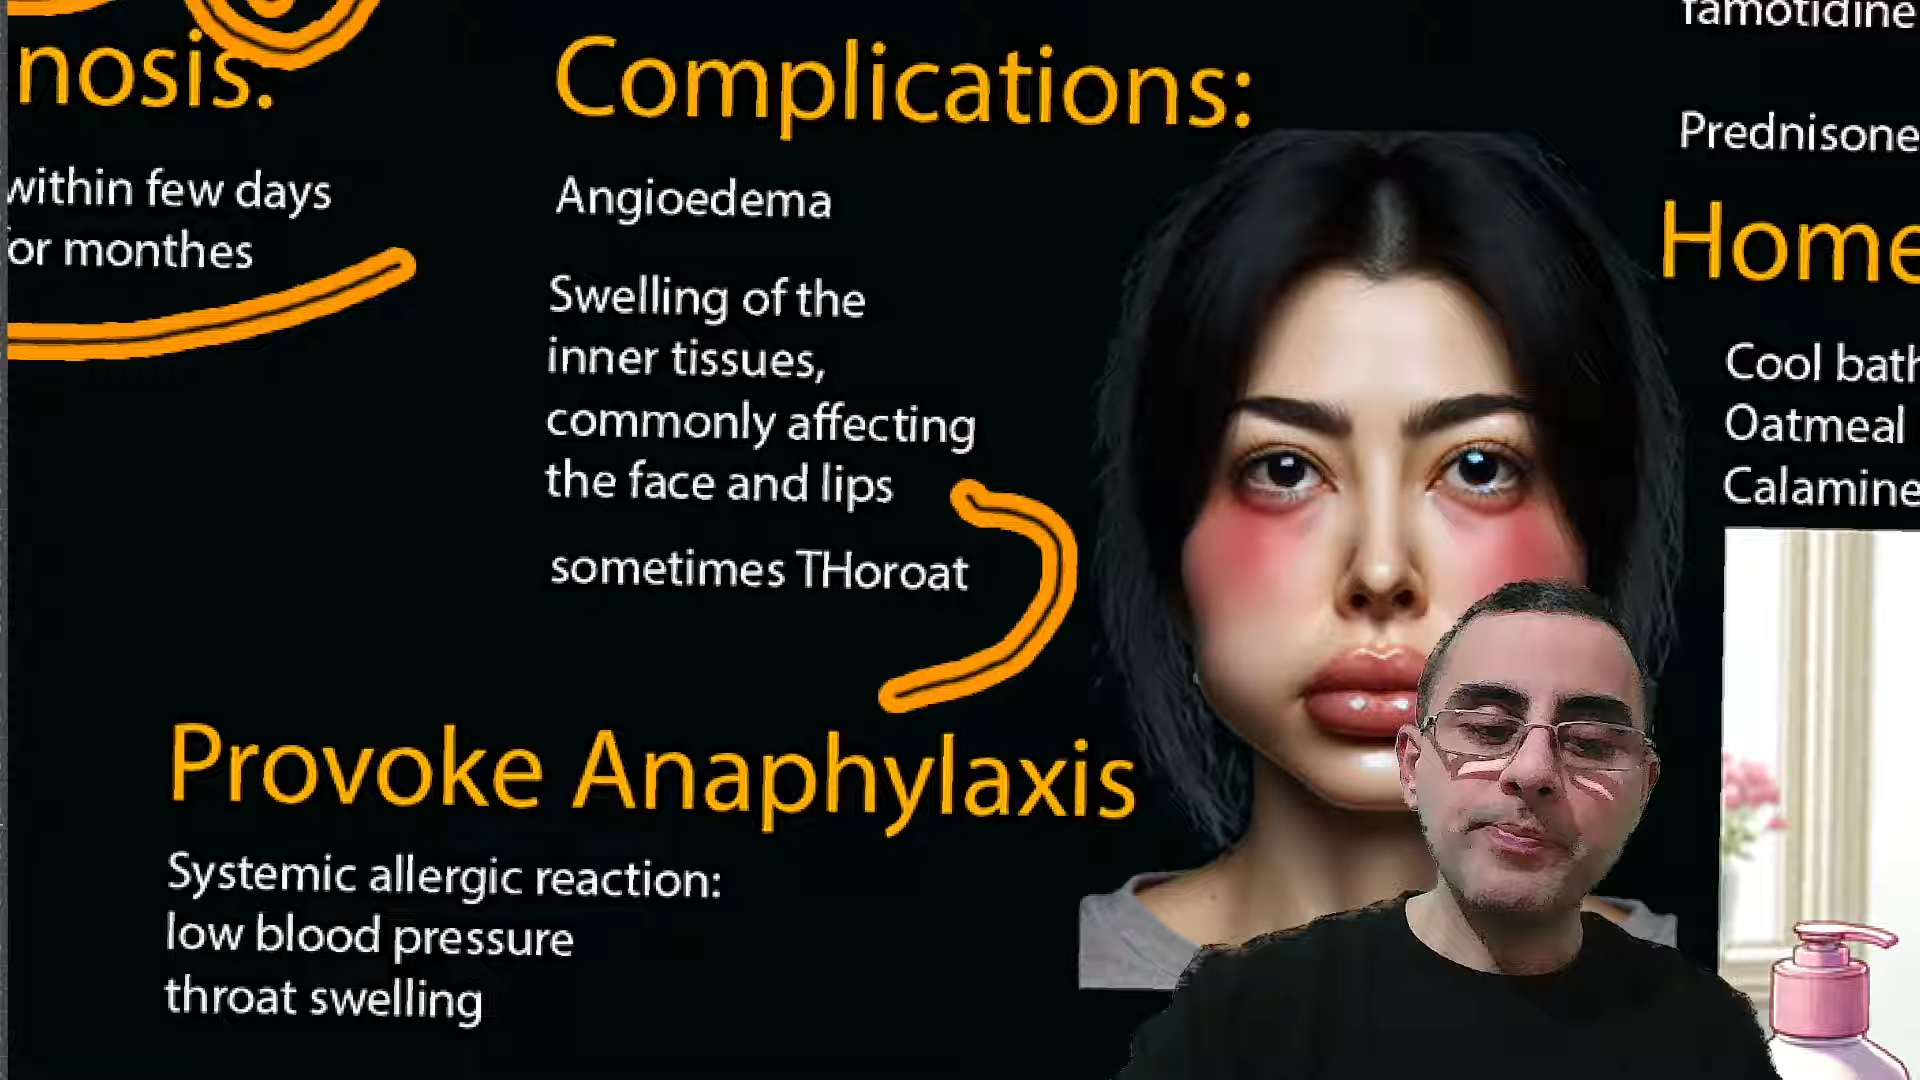 nosis.
within few days
for monthes
Complications:
Angioedema
Swelling of the
inner tissues,
commonly affecting
the face and lips
sometimes THoroat
Provoke Anaphylaxis
Systemic allergic reaction:
low blood pressure
throat swelling
famotidine
Prednisone
Home
Cool bath
Oatmeal
Calamine